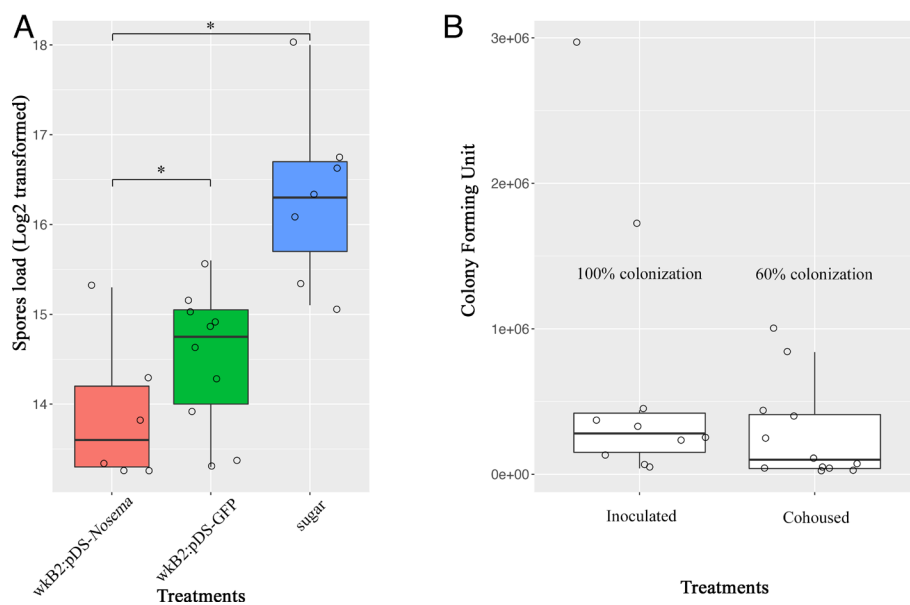 A
Spores load (Log2 transformed)
18
17
16
15
14
*
*
wkB2:pDS-Nosema
wkB2:pDS-GFP
sugar
Treatments
B
Colony Forming Unit
3e+06
2e+06
1e+06
0e+00
100% colonization
60% colonization
Inoculated
Cohoused
Treatments